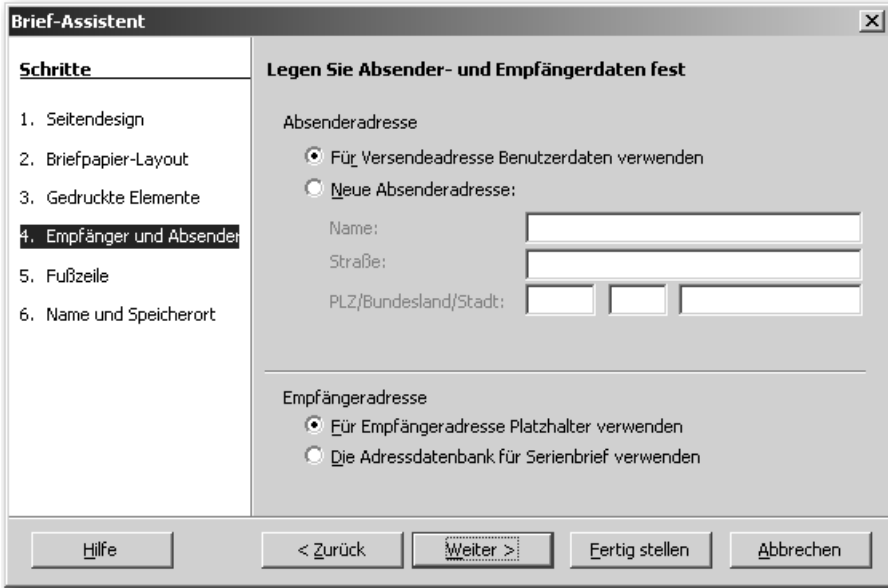 Brief-Assistent
Schritte
1. Seitendesign
2. Briefpapier-Layout
3. Gedruckte Elemente
4. Empfänger und Absender
5. Fußzeile
6. Name und Speicherort
Legen Sie Absender- und Empfängerdaten fest
Absenderadresse
Für Versendeadresse Benutzerdaten verwenden
Neue Absenderadresse:
Name:
Straße:
PLZ/Bundesland/Stadt:
Empfängeradresse
Für Empfängeradresse Platzhalter verwenden
Die Adressdatenbank für Serienbrief verwenden
Hilfe
< Zurück
Weiter >
Fertig stellen
Abbrechen